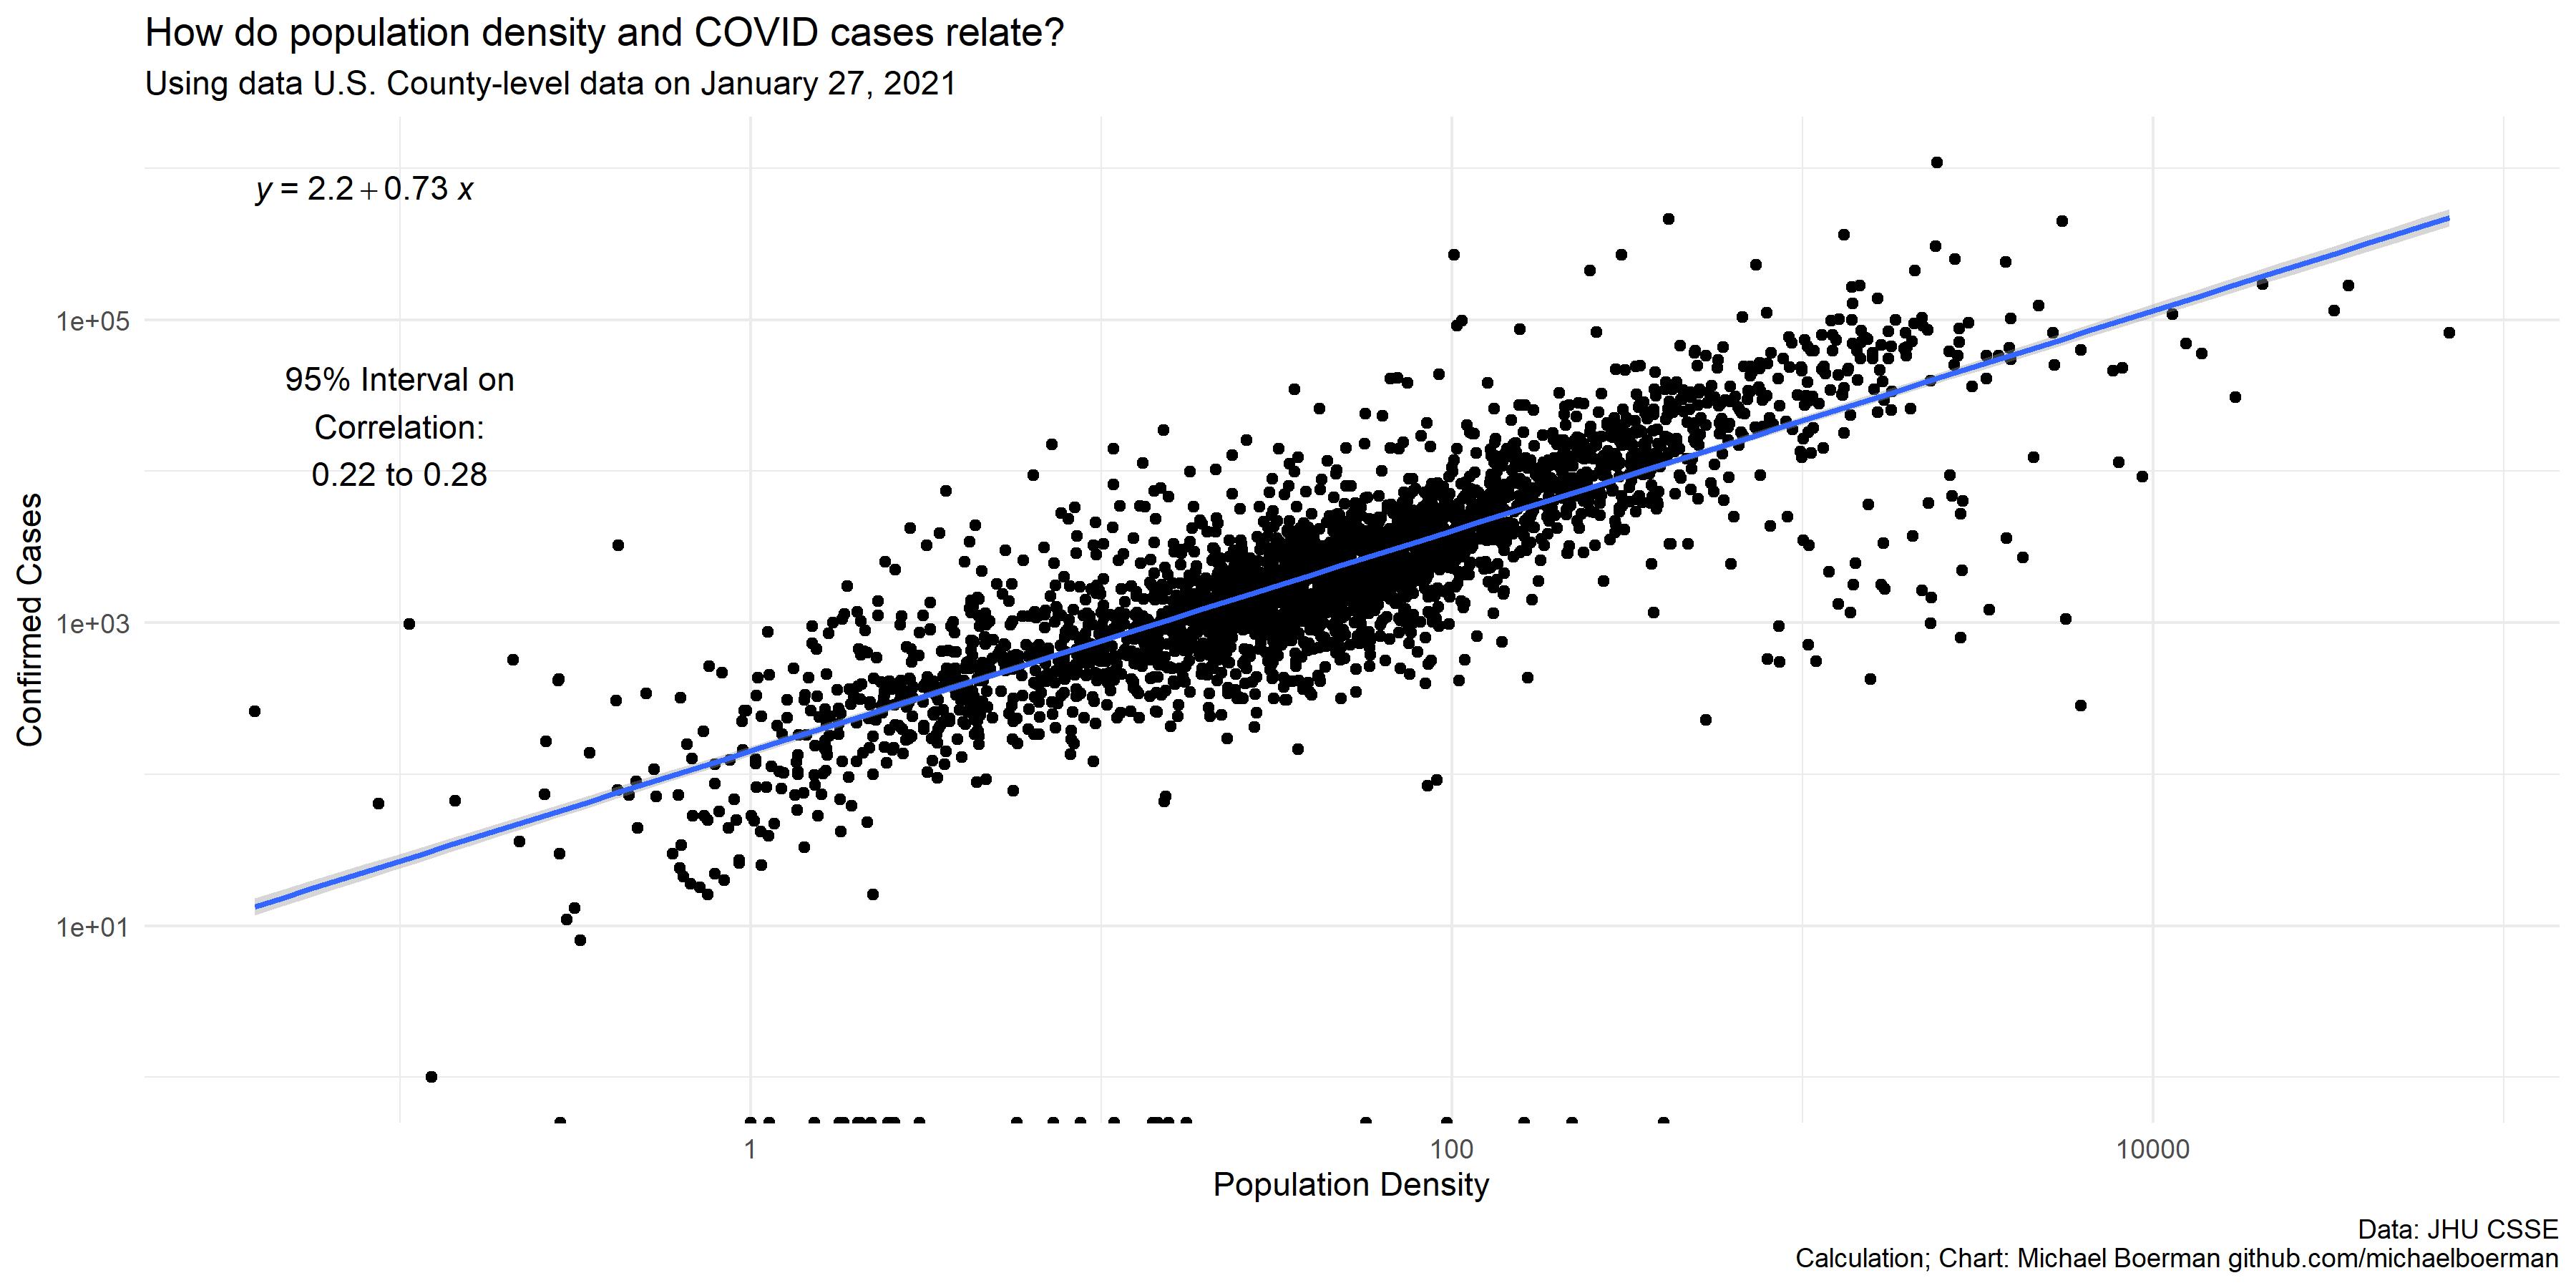 How do population density and COVID cases relate?
Using data U.S. County-level data on January 27, 2021
y = 2.2 + 0.73 x
95% Interval on
Correlation:
0.22 to 0.28
Confirmed Cases
1e+05
1e+03
1e+01
1 100 10000
Population Density
Data: JHU CSSE
Calculation; Chart: Michael Boerman github.com/michaelboerman